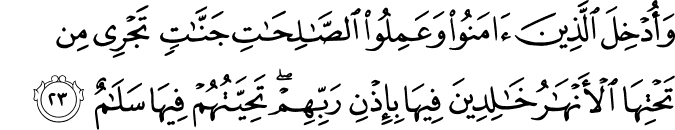 وَأُدْخِلَ ٱلَّذِينَ ءَامَنُوا۟ وَعَمِلُوا۟ ٱلصَّـٰلِحَـٰتِ جَنَّـٰتٍ تَجْرِى مِن
تَحْتِهَا ٱلْأَنْهَـٰرُ خَـٰلِدِينَ فِيهَا بِإِذْنِ رَبِّهِمْ ۖ تَحِيَّتُهُمْ فِيهَا سَلَـٰمٌ ٢٣